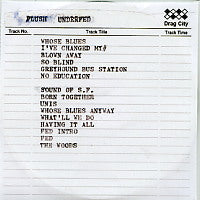 PLUSH UNDERFED
Drag City
Track No. Track Title Track Time
WHOSE BLUES
I'VE CHANGED MY#
BLOWN AWAY
SO BLIND
GREYHOUND BUS STATION
NO EDUCATION
SOUND OF S.F.
BORN TOGETHER
UNIS
WHOSE BLUES ANYWAY
WHAT'LL WE DO
HAVING IT ALL
FED INTRO
FED
THE WOODS